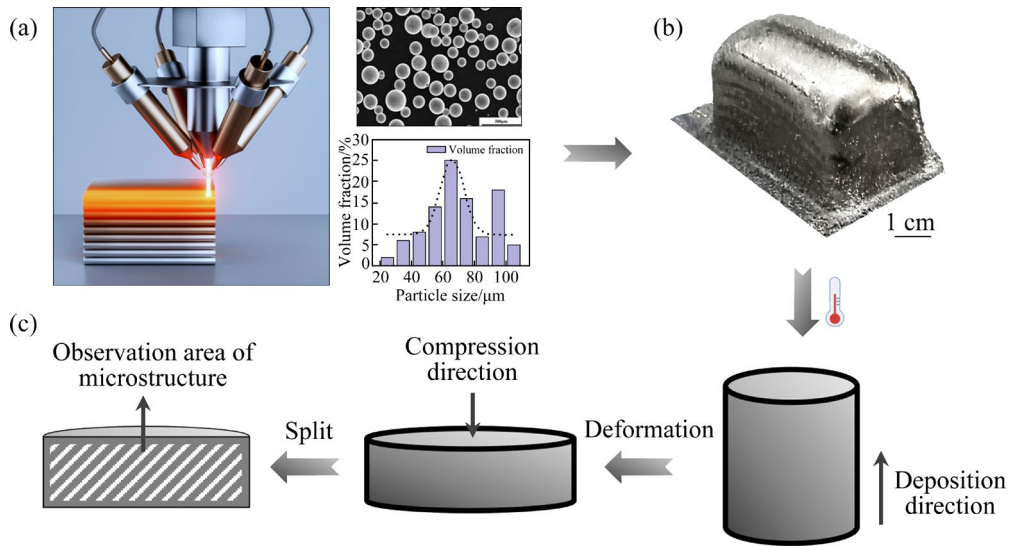 (a)
300μm
Volume fraction/%
30
25
20
15
10
5
0
Volume fraction
20 40 60 80 100
Particle size/μm
(b)
1 cm
(c)
Observation area of
microstructure
Split
Compression
direction
Deformation
Deposition
direction